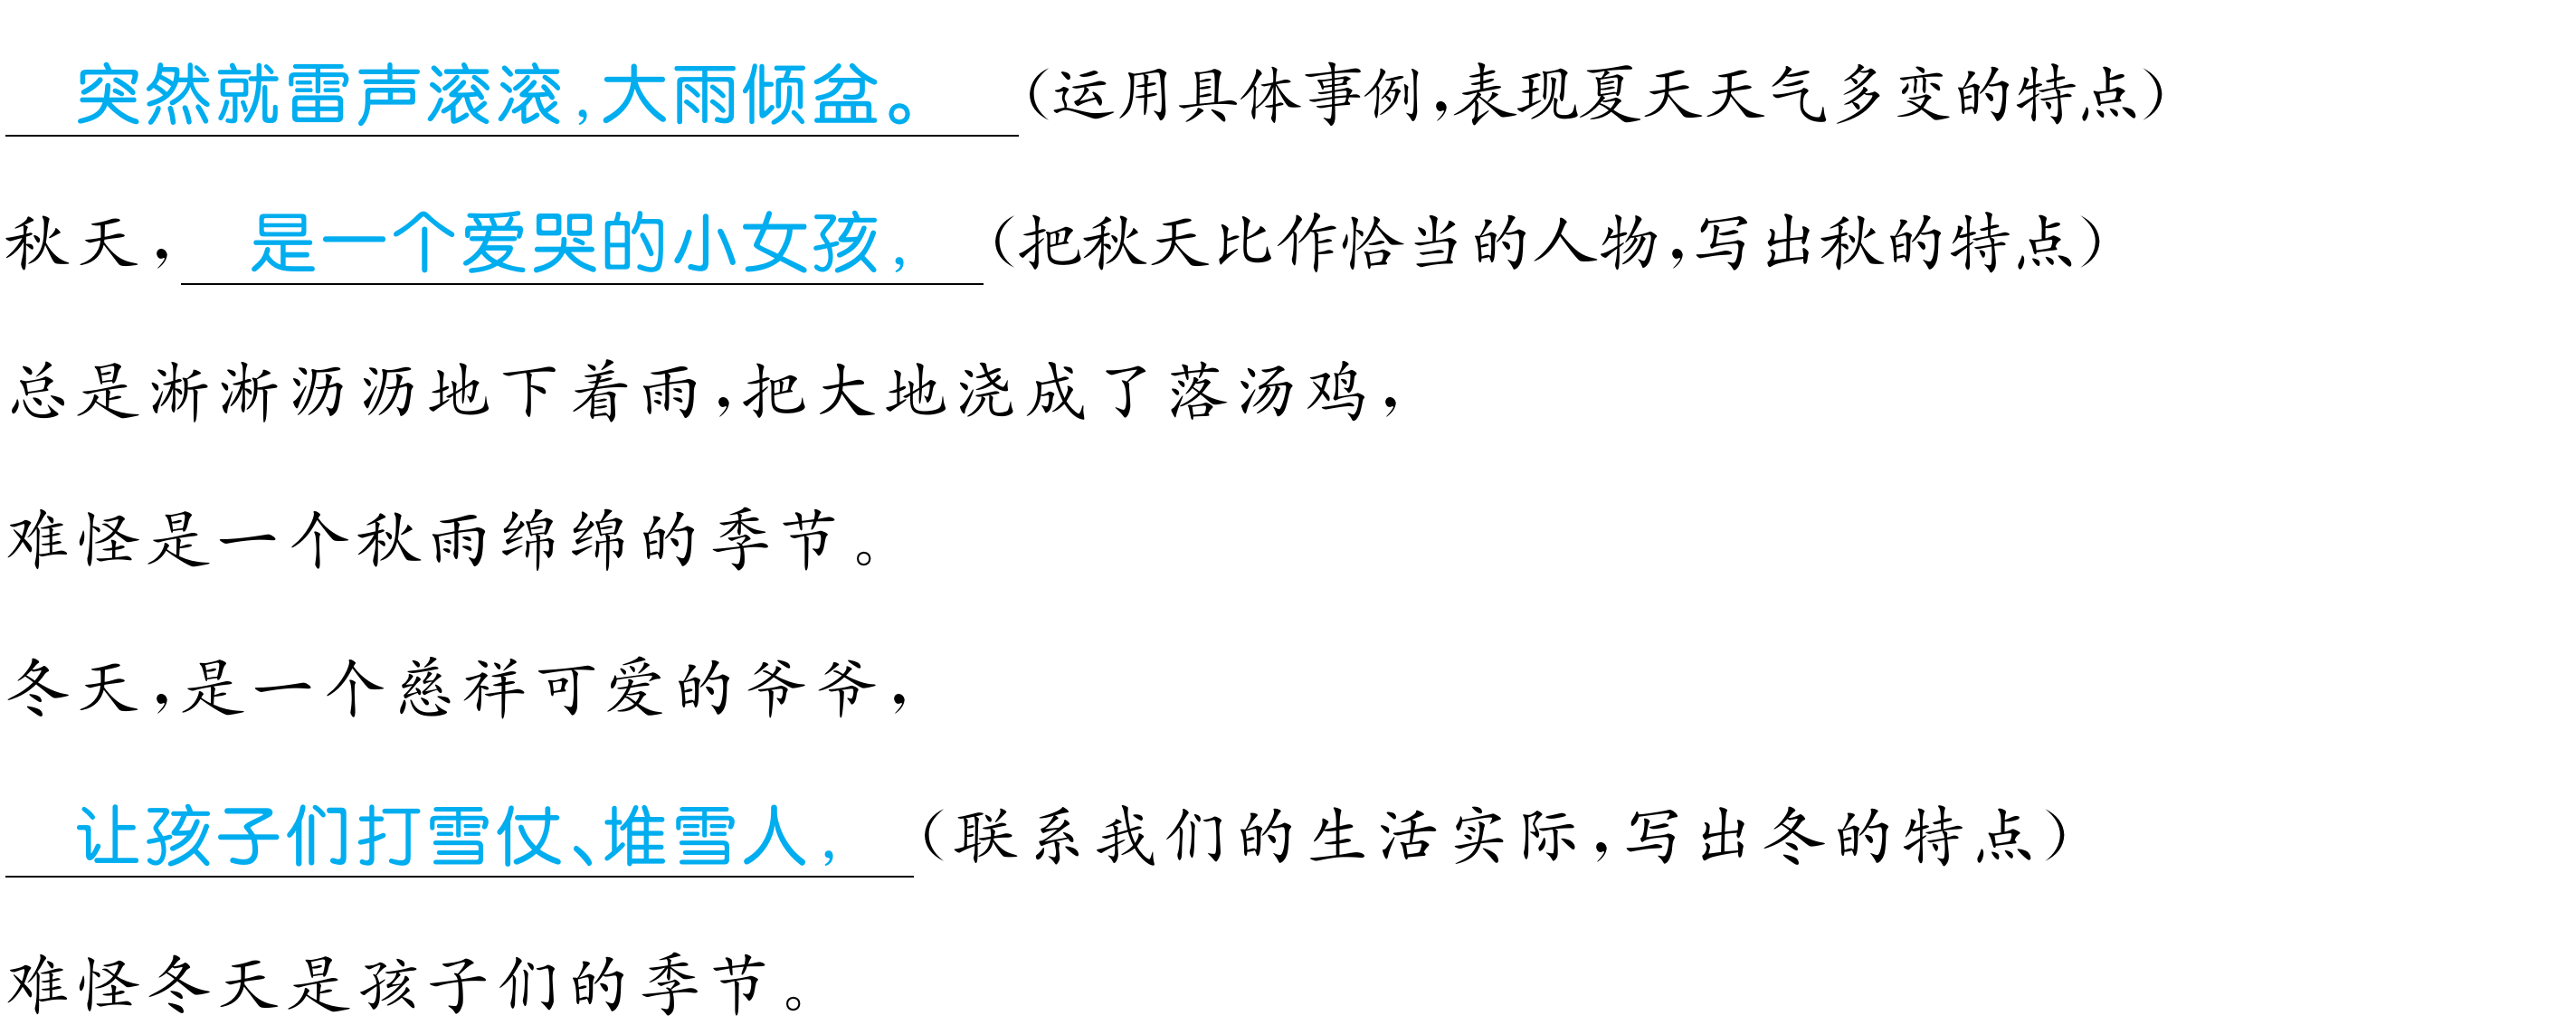 突然就雷声滚滚,大雨倾盆。(运用具体事例,表现夏天天气多变的特点)
秋天,是一个爱哭的小女孩,(把秋天比作恰当的人物,写出秋的特点)
总是淅淅沥沥地下着雨,把大地浇成了落汤鸡,
难怪是一个秋雨绵绵的季节。
冬天,是一个慈祥可爱的爷爷,
让孩子们打雪仗、堆雪人,(联系我们的生活实际,写出冬的特点)
难怪冬天是孩子们的季节。